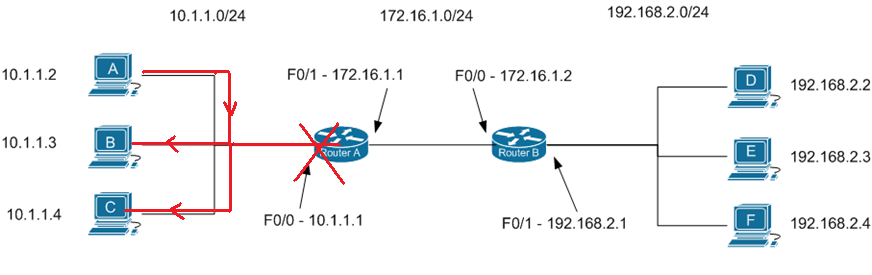 10.1.1.0/24
172.16.1.0/24
192.168.2.0/24
10.1.1.2
A
F0/1 - 172.16.1.1
F0/0 - 172.16.1.2
D
192.168.2.2
10.1.1.3
B
Router A
Router B
E
192.168.2.3
10.1.1.4
C
F0/0 - 10.1.1.1
F0/1 - 192.168.2.1
F
192.168.2.4